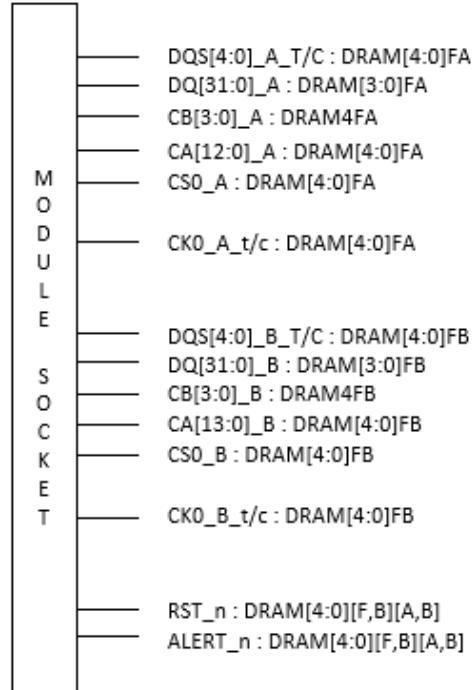 MODULE SOCKET
DQS[4:0]_A_T/C : DRAM[4:0]FA
DQ[31:0]_A : DRAM[3:0]FA
CB[3:0]_A : DRAM4FA
CA[12:0]_A : DRAM[4:0]FA
CS0_A : DRAM[4:0]FA
CK0_A_t/c : DRAM[4:0]FA
DQS[4:0]_B_T/C : DRAM[4:0]FB
DQ[31:0]_B : DRAM[3:0]FB
CB[3:0]_B : DRAM4FB
CA[13:0]_B : DRAM[4:0]FB
CS0_B : DRAM[4:0]FB
CK0_B_t/c : DRAM[4:0]FB
RST_n : DRAM[4:0][F,B][A,B]
ALERT_n : DRAM[4:0][F,B][A,B]